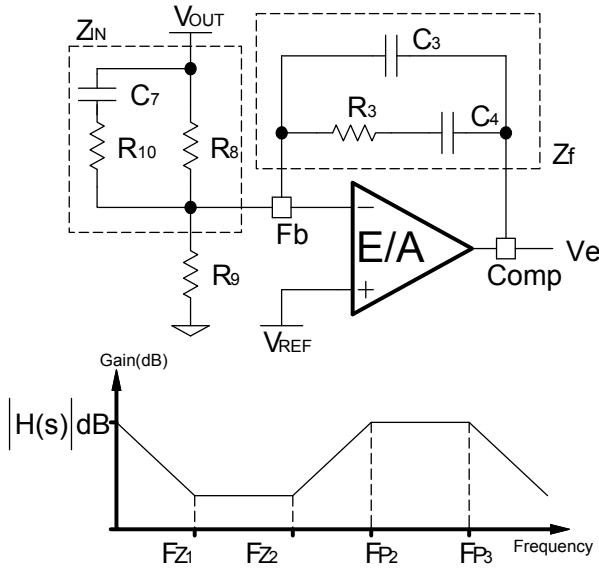 ZIN
VOUT
C7
R10
R8
C3
R3
C4
Zf
Fb
E/A
−
+
Ve
Comp
R9
VREF
Gain(dB)
|H(s)|dB
FZ1
FZ2
FP2
FP3
Frequency